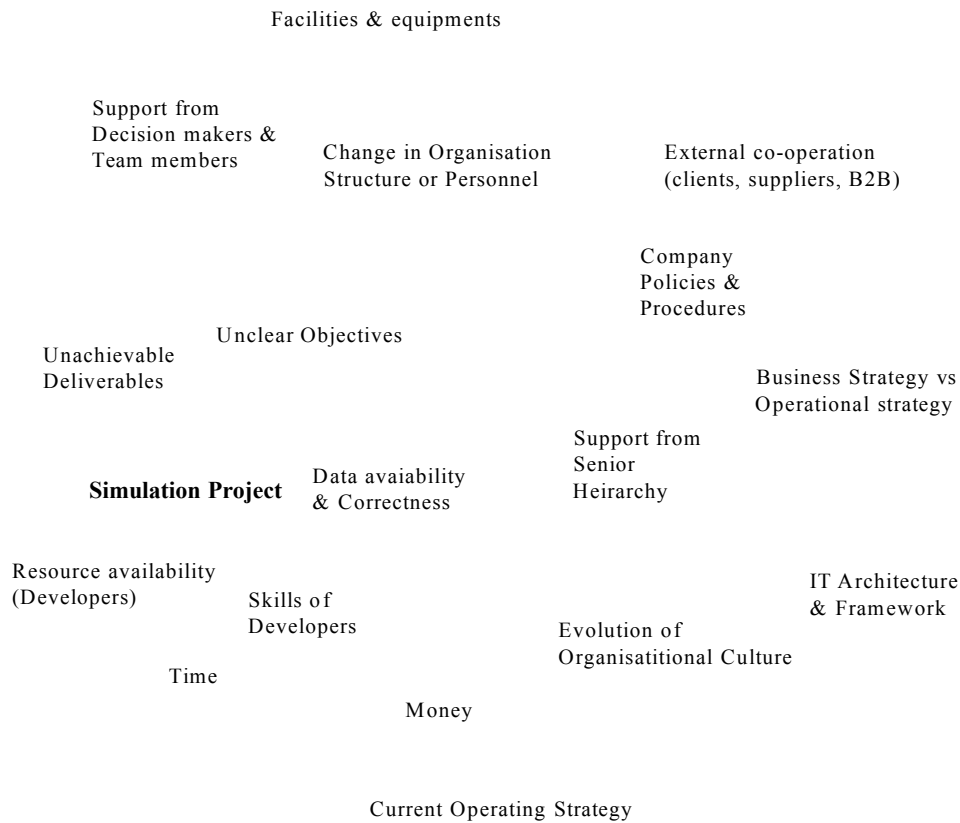 Facilities & equipments
Support from
Decision makers &
Team members
Change in Organisation
Structure or Personnel
External co-operation
(clients, suppliers, B2B)
Company
Policies &
Procedures
Unclear Objectives
Unachievable
Deliverables
Business Strategy vs
Operational strategy
Support from
Senior
Heirarchy
Simulation Project
Data avaiability
& Correctness
Resource availability
(Developers)
Skills of
Developers
IT Architecture
& Framework
Evolution of
Organisatitional Culture
Time
Money
Current Operating Strategy